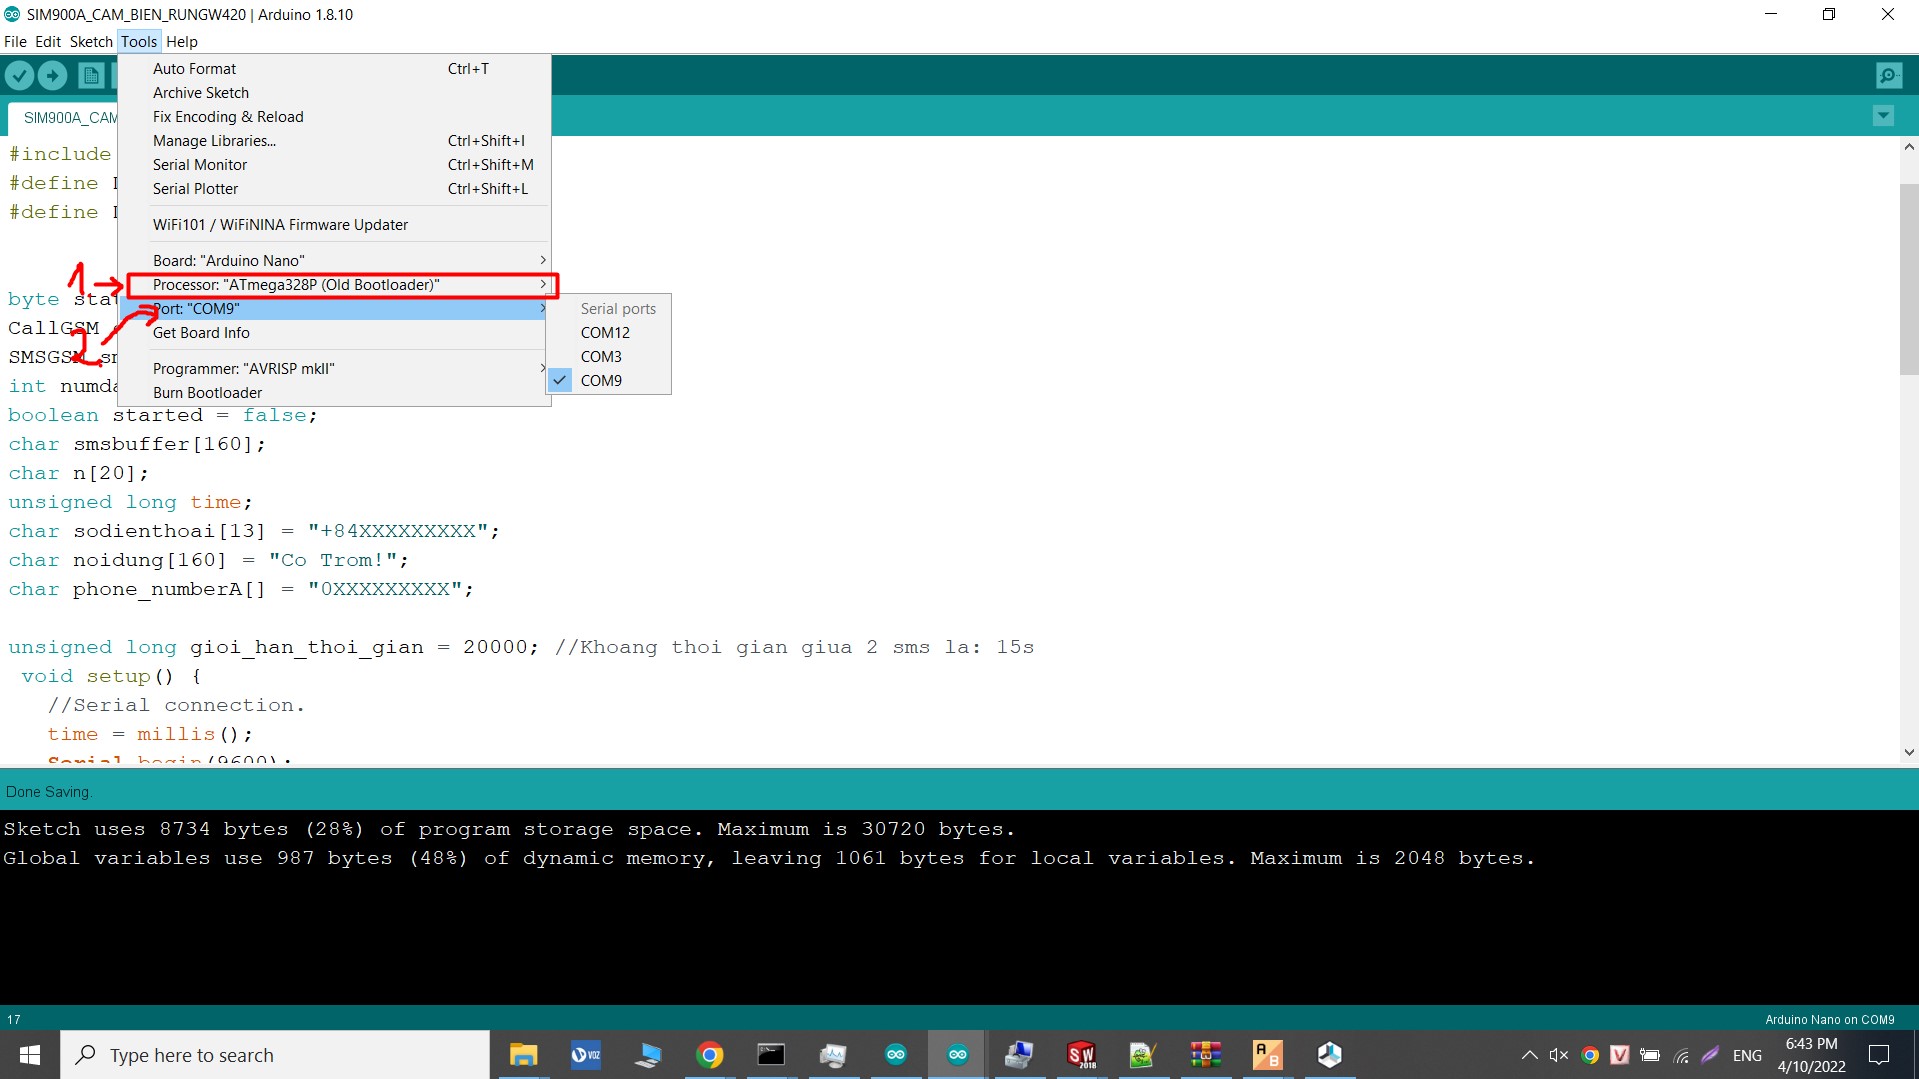 SIM900A_CAM_BIEN_RUNGW420 | Arduino 1.8.10
File Edit Sketch Tools Help
Auto Format Ctrl+T
Archive Sketch
Fix Encoding & Reload
Manage Libraries... Ctrl+Shift+I
Serial Monitor Ctrl+Shift+M
Serial Plotter Ctrl+Shift+L
WiFi101 / WiFiNINA Firmware Updater
Board: "Arduino Nano"
Processor: "ATmega328P (Old Bootloader)"
Port: "COM9"
Get Board Info
Programmer: "AVRISP mkII"
Burn Bootloader
Serial ports
COM12
COM3
COM9
1.
2.
SIM900A_CAM
#include
#define
#define
byte sta
CallGSM
SMSGSM sm
int numda
boolean started = false;
char smsbuffer[160];
char n[20];
unsigned long time;
char sodienthoai[13] = "+84XXXXXXXXX";
char noidung[160] = "Co Trom!";
char phone_numberA[] = "0XXXXXXXXX";
unsigned long gioi_han_thoi_gian = 20000; //Khoang thoi gian giua 2 sms la: 15s
void setup() {
//Serial connection.
time = millis();
Serial.begin(9600);
Done Saving.
Sketch uses 8734 bytes (28%) of program storage space. Maximum is 30720 bytes.
Global variables use 987 bytes (48%) of dynamic memory, leaving 1061 bytes for local variables. Maximum is 2048 bytes.
17
Arduino Nano on COM9
Type here to search
VOZ
SW
2018
A
B
V
ENG
6:43 PM
4/10/2022